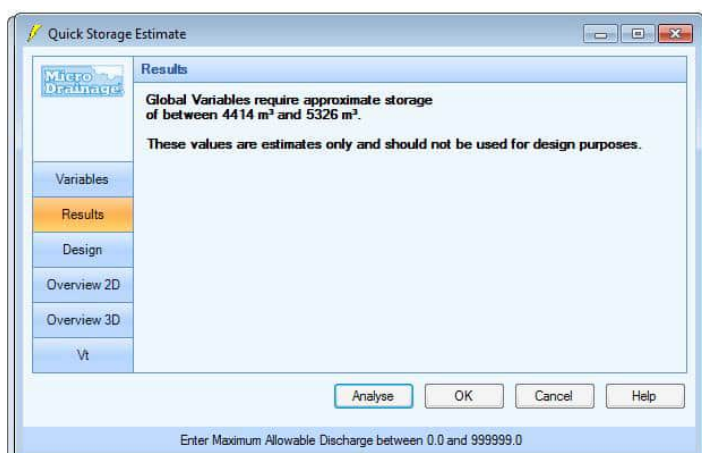 Quick Storage Estimate
Micro
Drainage
Results
Global Variables require approximate storage
of between 4414 m³ and 5326 m³.
These values are estimates only and should not be used for design purposes.
Variables
Results
Design
Overview 2D
Overview 3D
Vt
Analyse
OK
Cancel
Help
Enter Maximum Allowable Discharge between 0.0 and 999999.0